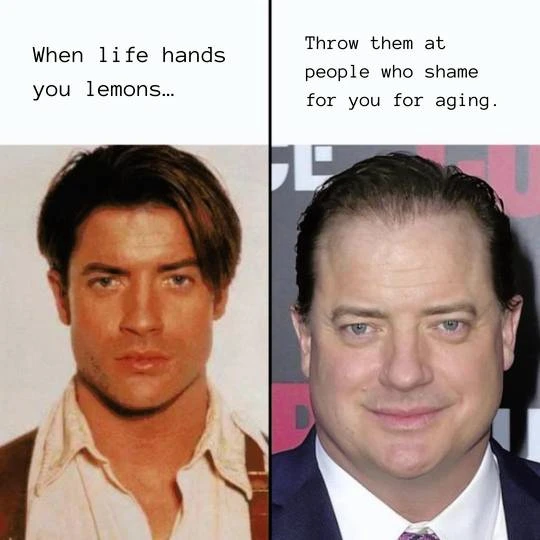 When life hands
you lemons…
Throw them at
people who shame
for you for aging.